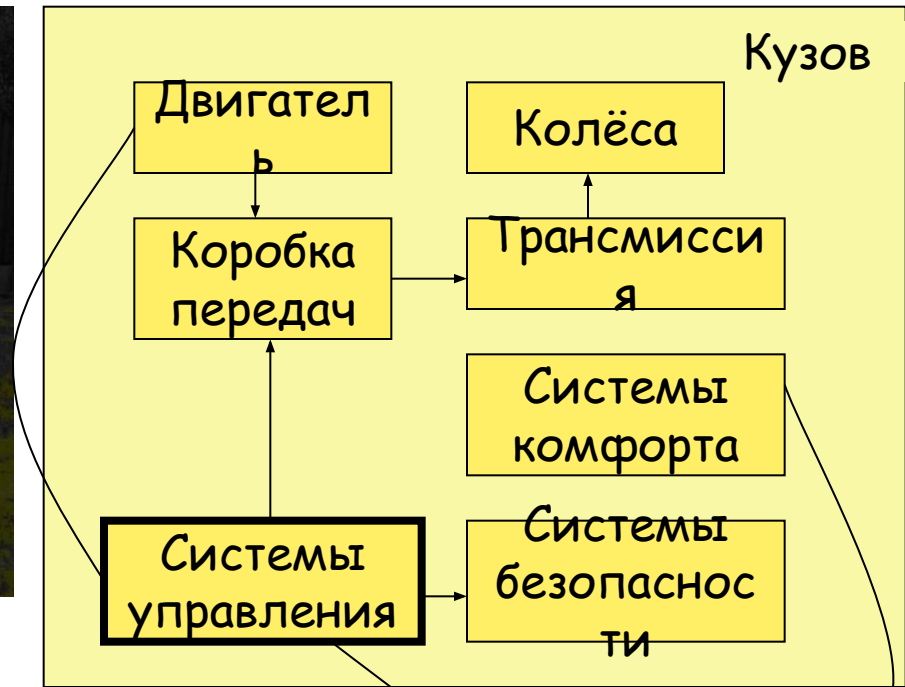 Кузов
Двигател
ь
Колёса
Коробка
передач
Трансмисси
я
Системы
комфорта
Системы
управления
Системы
безопаснос
ти